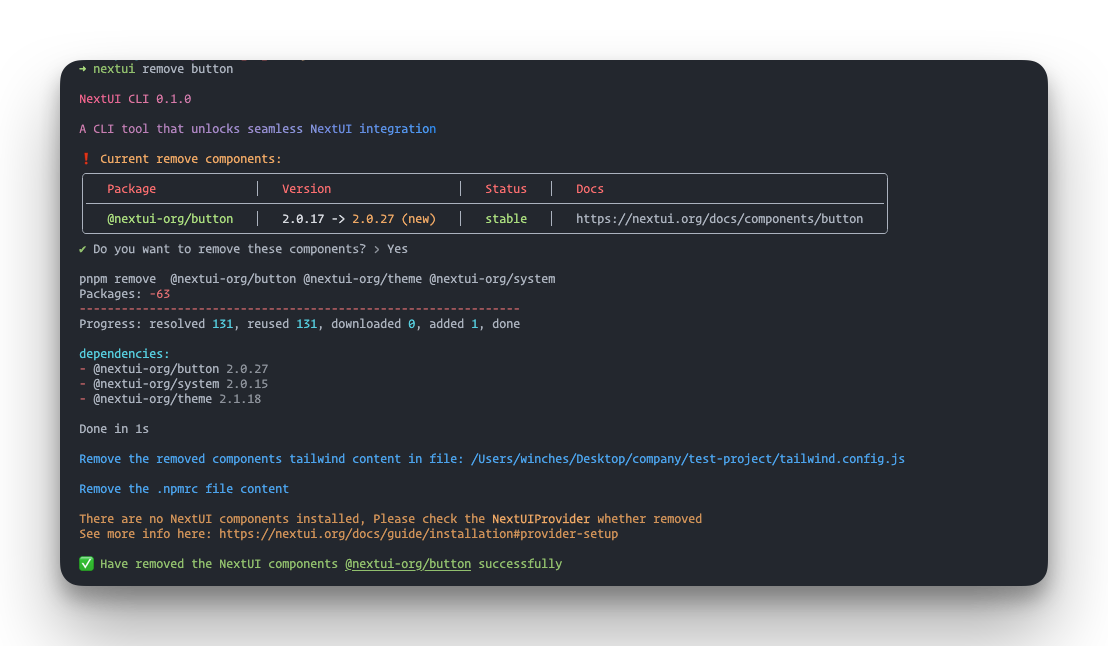 ➜ nextui remove button
NextUI CLI 0.1.0
A CLI tool that unlocks seamless NextUI integration
❗ Current remove components:
Package | Version | Status | Docs
@nextui-org/button | 2.0.17 -> 2.0.27 (new) | stable | https://nextui.org/docs/components/button
✔ Do you want to remove these components? › Yes
pnpm remove  @nextui-org/button @nextui-org/theme @nextui-org/system
Packages: -63
---------------------------------------------------------------
Progress: resolved 131, reused 131, downloaded 0, added 1, done
dependencies:
- @nextui-org/button 2.0.27
- @nextui-org/system 2.0.15
- @nextui-org/theme 2.1.18
Done in 1s
Remove the removed components tailwind content in file: /Users/winches/Desktop/company/test-project/tailwind.config.js
Remove the .npmrc file content
There are no NextUI components installed, Please check the NextUIProvider whether removed
See more info here: https://nextui.org/docs/guide/installation#provider-setup
✅ Have removed the NextUI components @nextui-org/button successfully